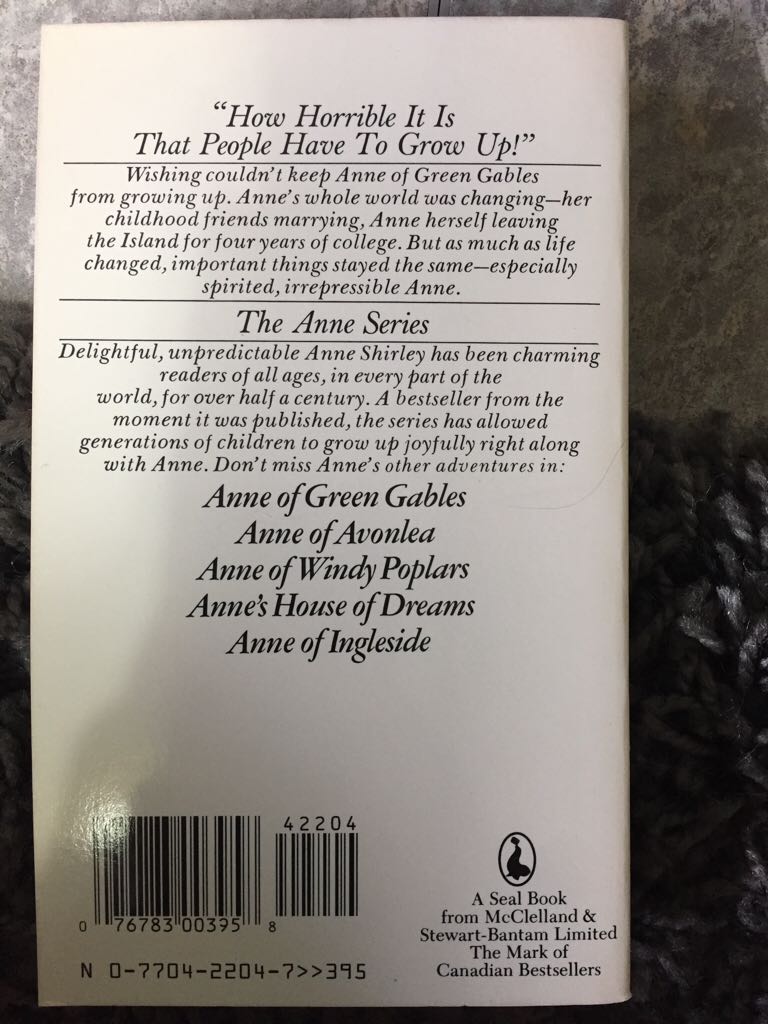 “How Horrible It Is
That People Have To Grow Up!”
Wishing couldn’t keep Anne of Green Gables
from growing up. Anne’s whole world was changing—her
childhood friends marrying, Anne herself leaving
the Island for four years of college. But as much as life
changed, important things stayed the same—especially
spirited, irrepressible Anne.
The Anne Series
Delightful, unpredictable Anne Shirley has been charming
readers of all ages, in every part of the
world, for over half a century. A bestseller from the
moment it was published, the series has allowed
generations of children to grow up joyfully right along
with Anne. Don’t miss Anne’s other adventures in:
Anne of Green Gables
Anne of Avonlea
Anne of Windy Poplars
Anne’s House of Dreams
Anne of Ingleside
42204
0 76783 00395 8
N 0-7704-2204-7>>395
A Seal Book
from McClelland &
Stewart-Bantam Limited
The Mark of
Canadian Bestsellers